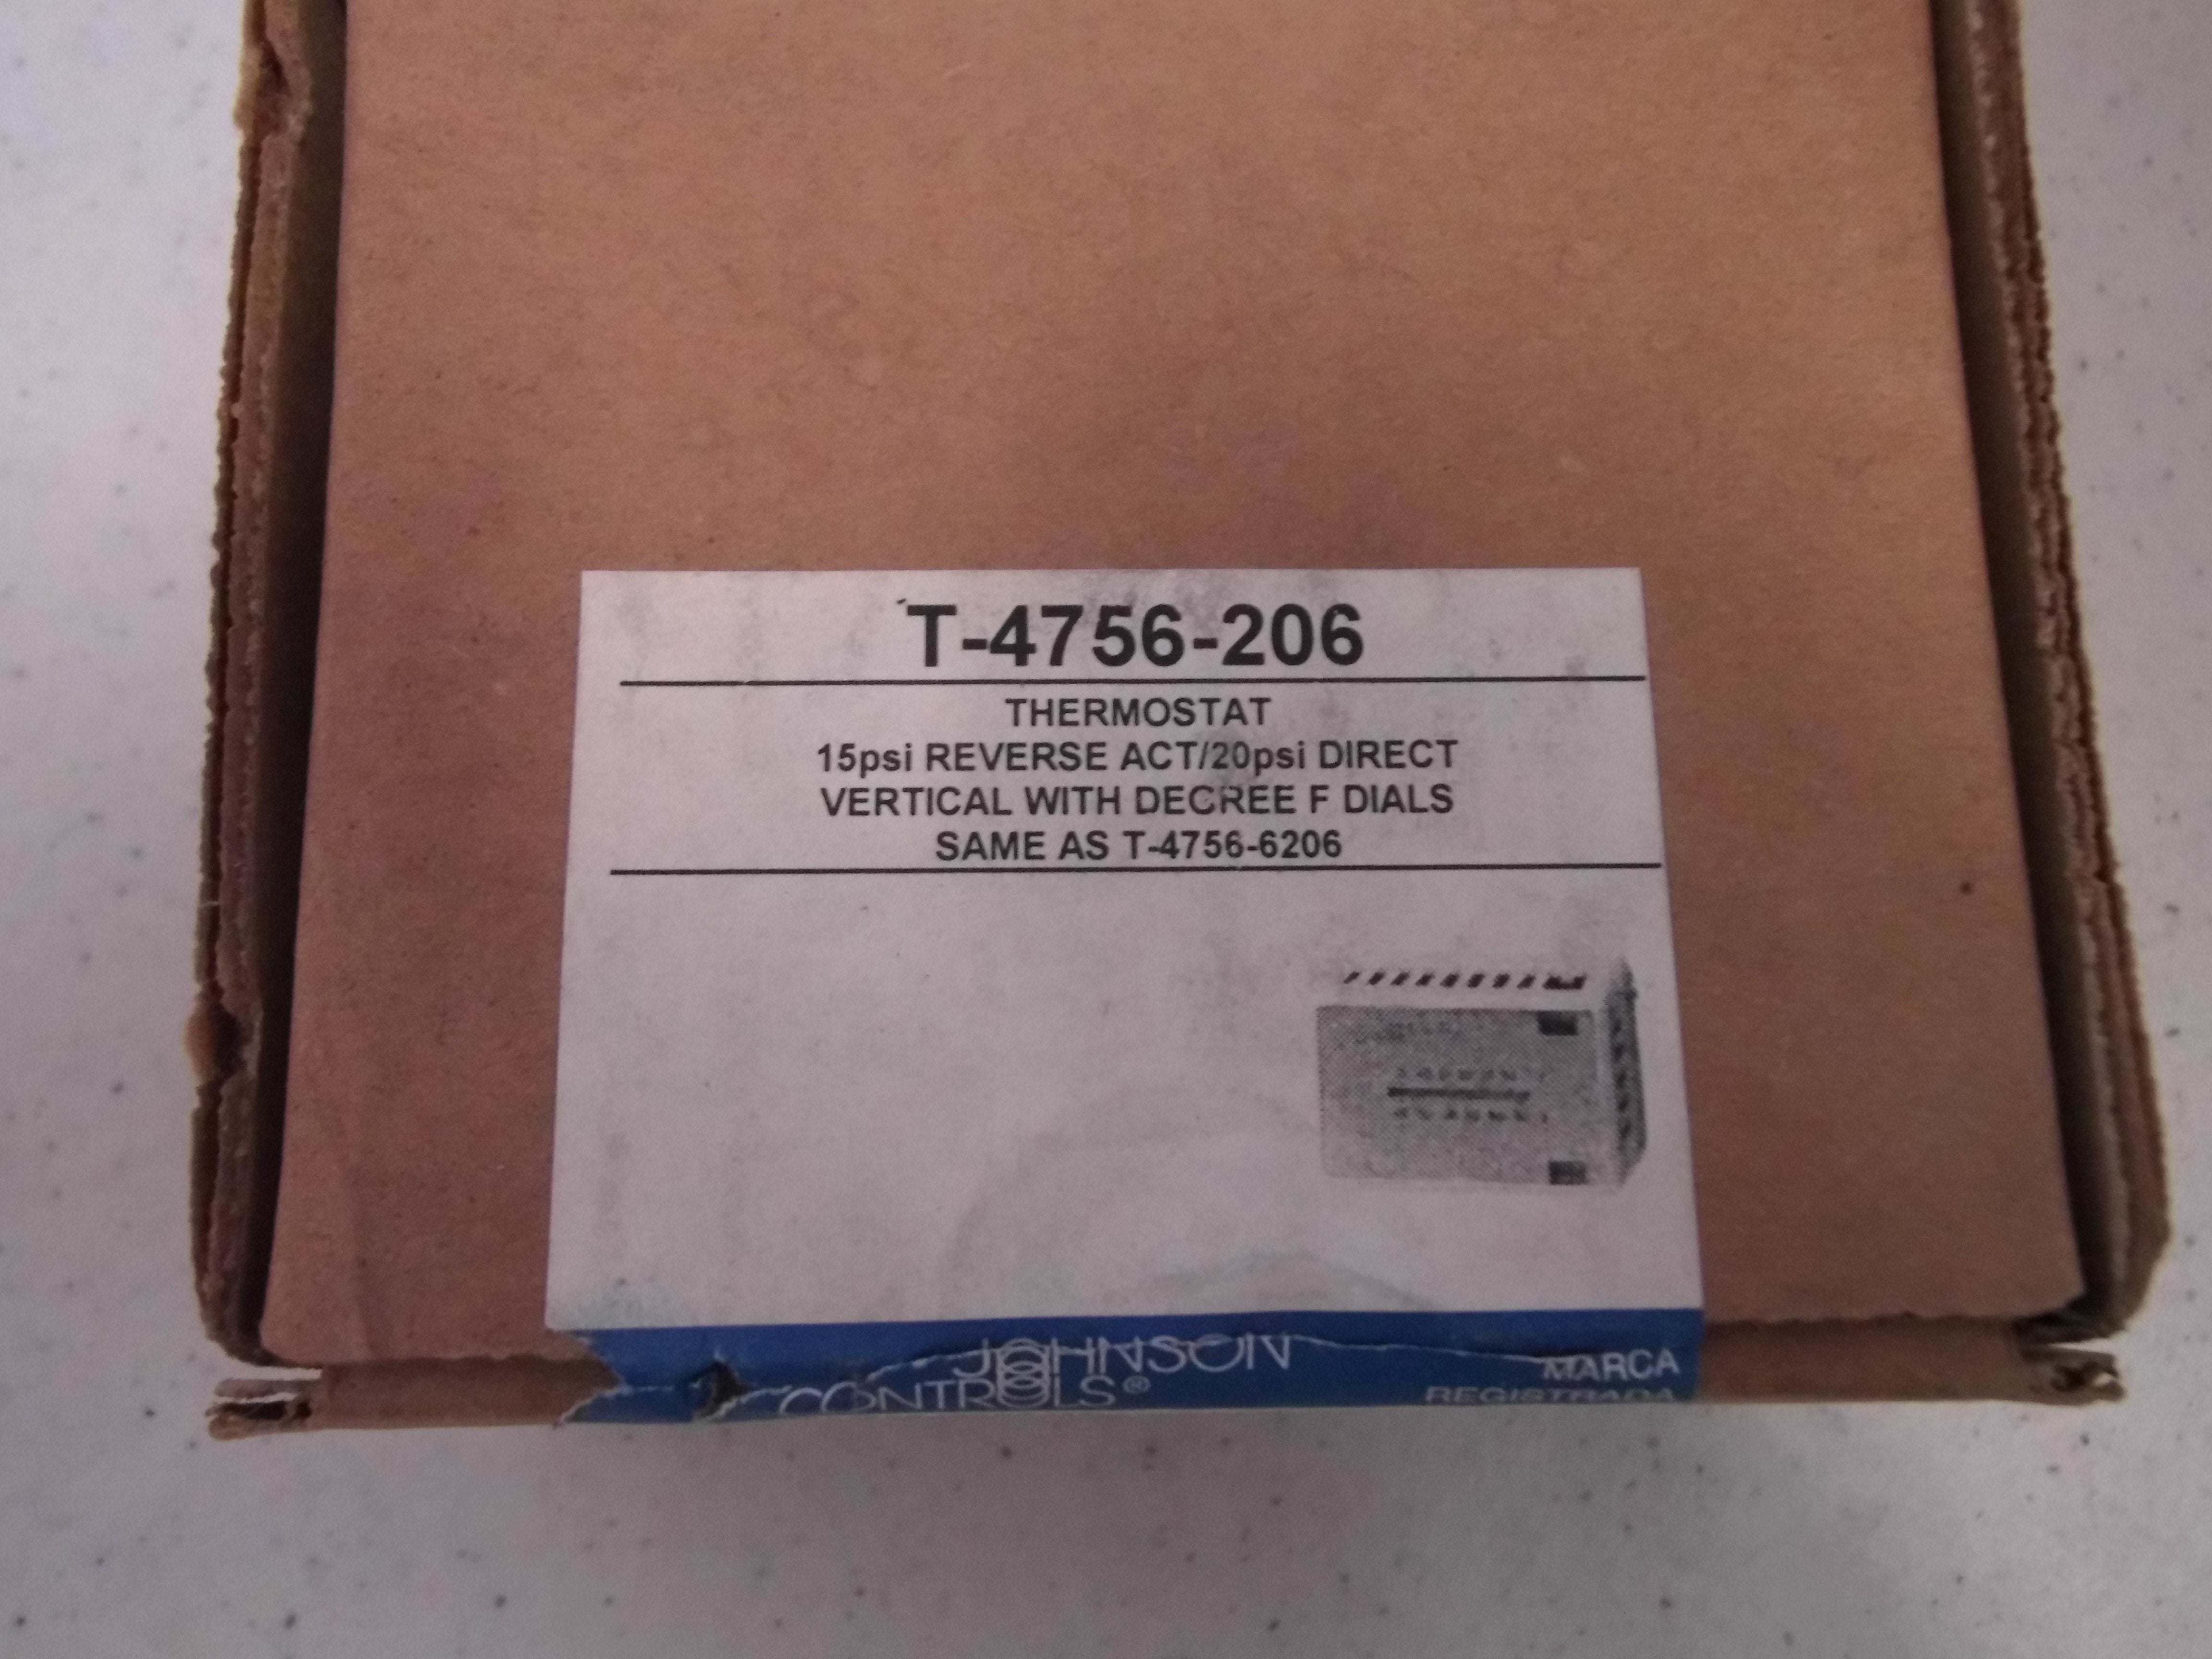 T-4756-206
THERMOSTAT
15psi REVERSE ACT/20psi DIRECT
VERTICAL WITH DECREE F DIALS
SAME AS T-4756-6206
JOHNSON
CONTROLS®
MARCA
REGISTRADA